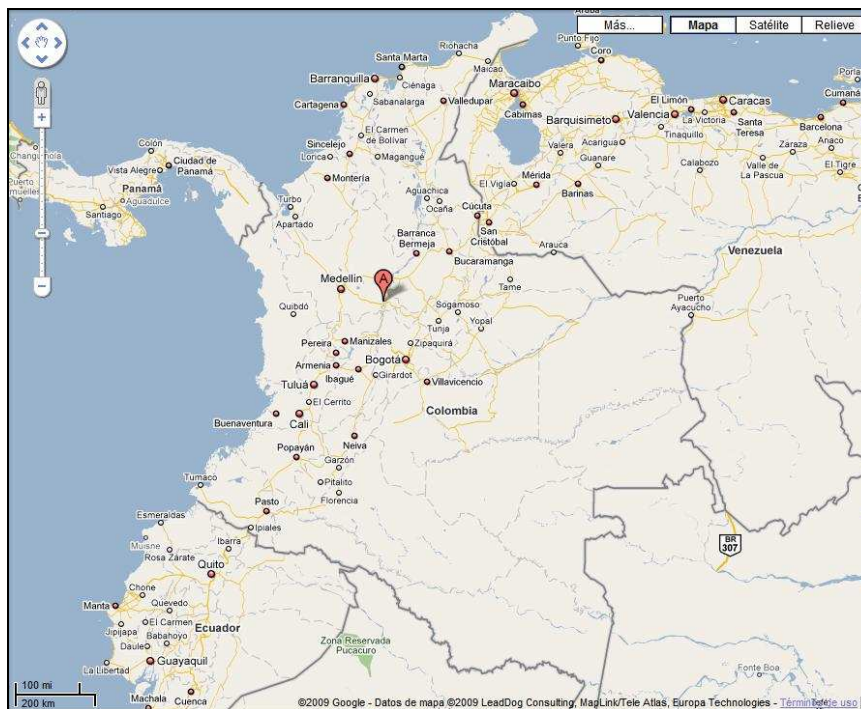 Más...
Mapa
Satélite
Relieve
Riohacha
Punto Fijo
Coro
Santa Marta
Maicao
Barranquilla
Ciénaga
Maracaibo
Cumaná
Sabanalarga
Valledupar
Cabimas
El Limón
Caracas
Cartagena
Barquisimeto
Valencia
La Victoria
Santa
Teresa
Barcelona
El Carmen
de Bolívar
Tinaquillo
Acarigua
Anaco
Colón
Sincelejo
Lorica
Magangué
Valera
Guanare
Calabozo
Zaraza
Valle de
La Pascua
El Tigre
Changuinola
Vista Alegre
Ciudad de
Panamá
Montería
El Vigía
Mérida
Barinas
Panamá
Aguadulce
Santiago
Aguachica
Ocaña
Cúcuta
San
Cristóbal
Turbo
Apartado
Barranca
Bermeja
Bucaramanga
Arauca
Venezuela
Medellín
A
Tame
Puerto
Ayacucho
Quibdó
Sogamoso
Tunja
Yopal
Pereira
Manizales
Zipaquirá
Armenia
Ibagué
Bogotá
Girardot
Tuluá
Villavicencio
El Cerrito
Colombia
Buenaventura
Cali
Popayán
Neiva
Garzón
Pitalito
Florencia
Tumaco
Pasto
Esmeraldas
Ipiales
BR
307
Muisne
Rosa Zárate
Ibarra
Quito
Chone
Manta
Quevedo
El Carmen
Jipijapa
Babahoyo
Daule
Ecuador
Zona Reservada
Pucacuro
La Libertad
Guayaquil
Fonte Boa
100 mi
200 km
Machala
Cuenca
©2009 Google - Datos de mapa ©2009 LeadDog Consulting, MapLink/Tele Atlas, Europa Technologies - Términos de uso